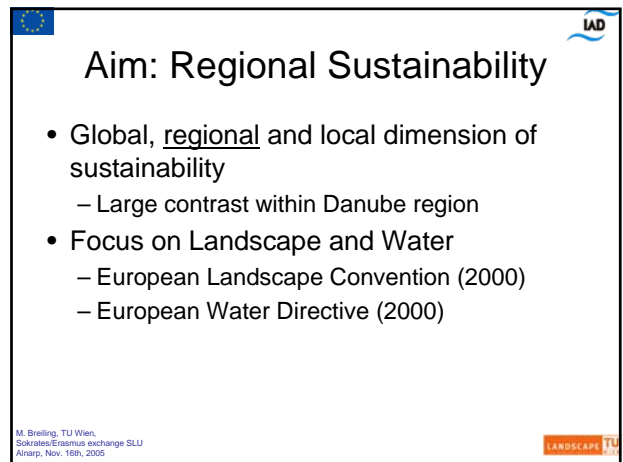 IAD
Aim: Regional Sustainability
• Global, regional and local dimension of
sustainability
– Large contrast within Danube region
• Focus on Landscape and Water
– European Landscape Convention (2000)
– European Water Directive (2000)
M. Breiling, TU Wien,
Sokrates/Erasmus exchange SLU
Alnarp, Nov. 16th, 2005
LANDSCAPE TU